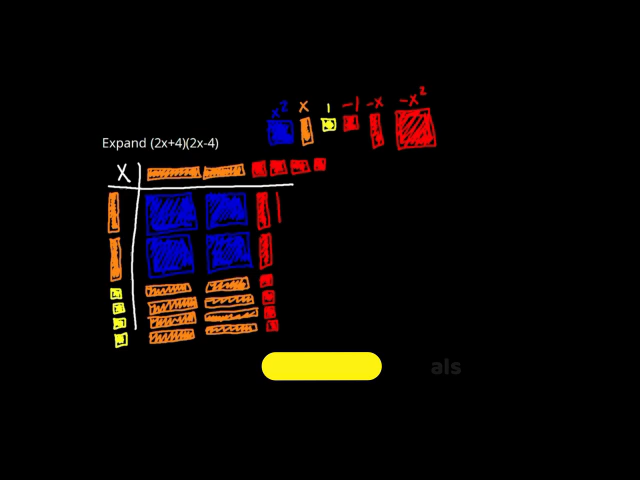 x² x 1 -1 -x -x²
Expand (2x+4)(2x-4)
X
als